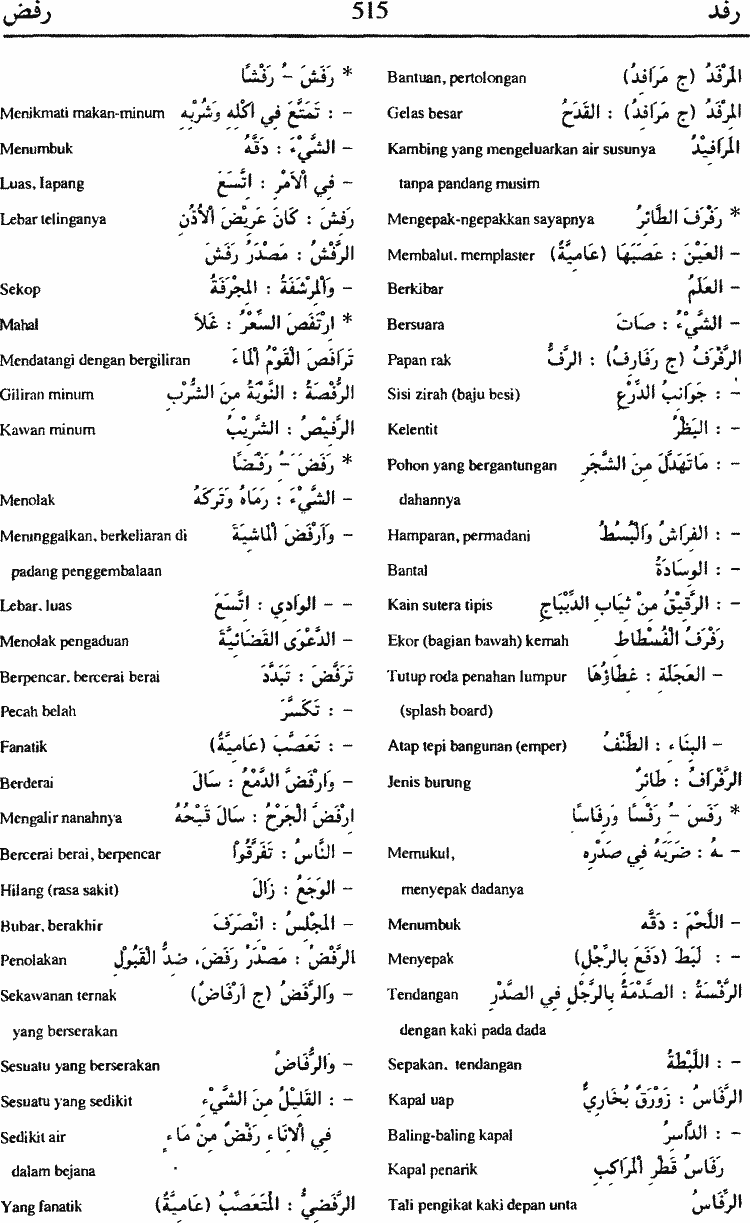 رفد 515 رفض
المَرْفَدُ (ج مَرَافِدُ) Bantuan, pertolongan
المِرْفَدُ (ج مَرَافِدُ) : القَدَحُ Gelas besar
المَرَافِيْدُ Kambing yang mengeluarkan air susunya
tanpa pandang musim
* رَفْرَفَ الطَّائِرُ Mengepak-ngepakkan sayapnya
– العَيْنَ : عَصَبَهَا (عَامِيَّةٌ) Membalut, memplaster
– العَلَمُ Berkibar
– الشَّيْءُ : صَاتَ Bersuara
الرَّفْرَفُ (ج رَفَارِفُ) : الرَّفُّ Papan rak
– : جَوَانِبُ الدِّرْعِ Sisi zirah (baju besi)
– : البَظْرُ Kelentit
– : مَاتَهَدَّلَ مِنَ الشَّجَرِ Pohon yang bergantungan
dahannya
– : الفِرَاشُ وَالْبُسُطُ Hamparan, permadani
– : الوِسَادَةُ Bantal
– : الرَّقِيْقُ مِنْ ثِيَابِ الدِّيْبَاجِ Kain sutera tipis
رَفْرَفُ الْفُسْطَاطِ Ekor (bagian bawah) kemah
– العَجَلَةِ : غِطَاؤُهَا Tutup roda penahan lumpur
(splash board)
– البِنَاءِ : الطُّنْفُ Atap tepi bangunan (emper)
الرَّفْرَافُ : طَائِرٌ Jenis burung
* رَفَسَ – ُ رَفْسًا وَرِفَاسًا
– ـهُ : ضَرَبَهُ فِي صَدْرِهِ Memukul,
menyepak dadanya
– اللَّحْمَ : دَقَّهُ Menumbuk
– : لَبَطَ (دَفَعَ بِالرِّجْلِ) Menyepak
الرَّفْسَةُ : الصَّدْمَةُ بِالرِّجْلِ فِي الصَّدْرِ Tendangan
dengan kaki pada dada
– : اللَّبْطَةُ Sepakan, tendangan
الرَّفَّاسُ : زَوْرَقٌ بُخَارِيٌّ Kapal uap
– : الدَّاسِرُ Baling-baling kapal
رَفَّاسُ قَطْرِ الْمَرَاكِبِ Kapal penarik
الرِّفَاسُ Tali pengikat kaki depan unta
* رَفَشَ – ُ رَفْشًا
– : تَمَتَّعَ فِي أَكْلِهِ وَشُرْبِهِ Menikmati makan-minum
– الشَّيْءَ : دَقَّهُ Menumbuk
– فِي الْأَمْرِ : اتَّسَعَ Luas, lapang
رَفِشَ : كَانَ عَرِيْضَ الْأُذُنِ Lebar telinganya
الرَّفْشُ : مَصْدَرُ رَفَشَ
– وَالْمِرْشَفَةُ : المِجْرَفَةُ Sekop
* ارْتَفَصَ السِّعْرُ : غَلاَ Mahal
تَرَافَصَ الْقَوْمُ الْمَاءَ Mendatangi dengan bergiliran
الرُّفْصَةُ : النَّوْبَةُ مِنَ الشُّرْبِ Giliran minum
الرَّفِيْصُ : الشَّرِيْبُ Kawan minum
* رَفَضَ – ُ رَفْضًا
– الشَّيْءَ : رَمَاهُ وَتَرَكَهُ Menolak
– وَأَرْفَضَ الْمَاشِيَةَ Meninggalkan, berkeliaran di
padang penggembalaan
– – الوَادِي : اتَّسَعَ Lebar, luas
– الدَّعْوَى الْقَضَائِيَّةَ Menolak pengaduan
تَرَفَّضَ : تَبَدَّدَ Berpencar, bercerai berai
– : تَكَسَّرَ Pecah belah
– : تَعَصَّبَ (عَامِيَّةٌ) Fanatik
– وَارْفَضَّ الدَّمْعُ : سَالَ Berderai
ارْفَضَّ الْجُرْحُ : سَالَ قَيْحُهُ Mengalir nanahnya
– النَّاسُ : تَفَرَّقُوْا Bercerai berai, berpencar
– الوَجَعُ : زَالَ Hilang (rasa sakit)
– المَجْلِسُ : انْصَرَفَ Bubar, berakhir
الرَّفْضُ : مَصْدَرُ رَفَضَ، ضِدُّ الْقَبُوْلِ Penolakan
– وَالرَّفَضُ (ج أَرْفَاضٌ) Sekawanan ternak
yang berserakan
– وَالرِّفَاضُ Sesuatu yang berserakan
– : القَلِيْلُ مِنَ الشَّيْءِ Sesuatu yang sedikit
فِي الْإِنَاءِ رَفْضٌ مِنْ مَاءٍ Sedikit air
dalam bejana
الرَّفَضِيُّ : الْمُتَعَصِّبُ (عَامِيَّةٌ) Yang fanatik